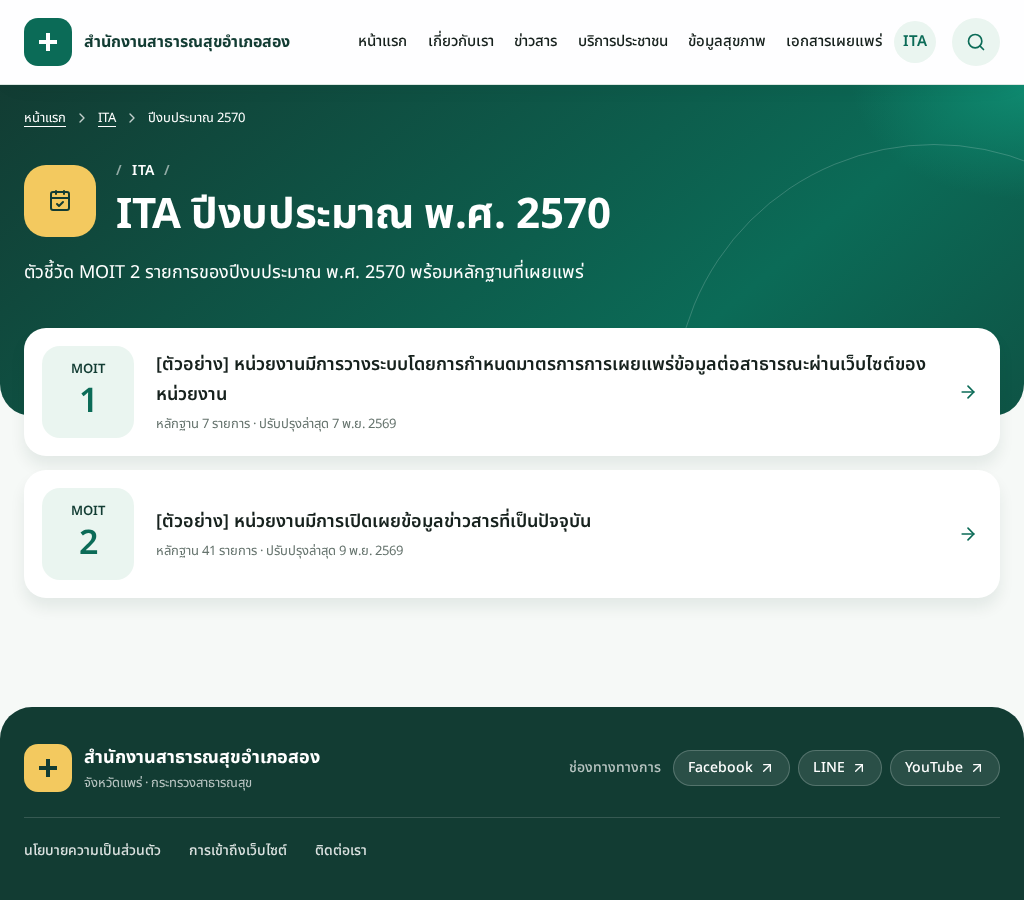 สำนักงานสาธารณสุขอำเภอสอง
หน้าแรก เกี่ยวกับเรา ข่าวสาร บริการประชาชน ข้อมูลสุขภาพ เอกสารเผยแพร่ ITA
หน้าแรก ITA ปีงบประมาณ 2570
/ ITA /
ITA ปีงบประมาณ พ.ศ. 2570
ตัวชี้วัด MOIT 2 รายการของปีงบประมาณ พ.ศ. 2570 พร้อมหลักฐานที่เผยแพร่
MOIT
1
[ตัวอย่าง] หน่วยงานมีการวางระบบโดยการกำหนดมาตรการการเผยแพร่ข้อมูลต่อสาธารณะผ่านเว็บไซต์ของ
หน่วยงาน
หลักฐาน 7 รายการ · ปรับปรุงล่าสุด 7 พ.ย. 2569
MOIT
2
[ตัวอย่าง] หน่วยงานมีการเปิดเผยข้อมูลข่าวสารที่เป็นปัจจุบัน
หลักฐาน 41 รายการ · ปรับปรุงล่าสุด 9 พ.ย. 2569
สำนักงานสาธารณสุขอำเภอสอง
จังหวัดแพร่ · กระทรวงสาธารณสุข
ช่องทางทางการ Facebook LINE YouTube
นโยบายความเป็นส่วนตัว การเข้าถึงเว็บไซต์ ติดต่อเรา